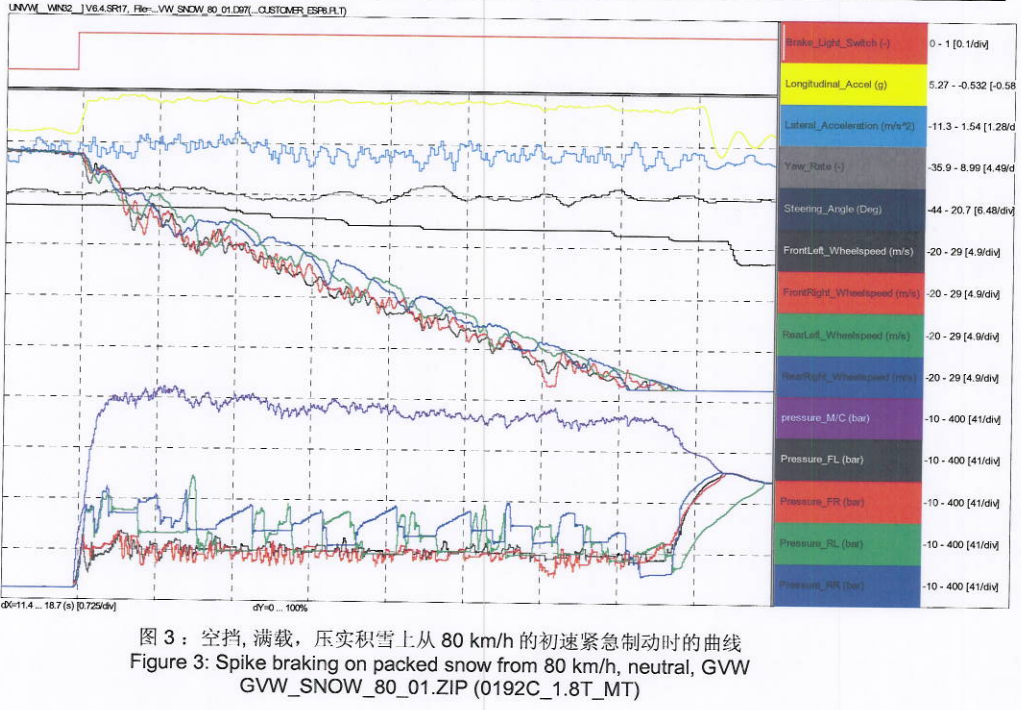 UNVW[__WIN32__] V6.4.SR17, File=...VW_SNOW_80_01.D97(...CUSTOMER_ESP8.PLT)
Brake_Light_Switch (-) 0 - 1 [0.1/div]
Longitudinal_Accel (g) 5.27 - -0.532 [-0.58
Lateral_Acceleration (m/s^2) -11.3 - 1.54 [1.28/d
Yaw_Rate (-) -35.9 - 8.99 [4.49/d
Steering_Angle (Deg) -44 - 20.7 [6.48/div
FrontLeft_Wheelspeed (m/s) -20 - 29 [4.9/div]
FrontRight_Wheelspeed (m/s) -20 - 29 [4.9/div]
RearLeft_Wheelspeed (m/s) -20 - 29 [4.9/div]
RearRight_Wheelspeed (m/s) -20 - 29 [4.9/div]
pressure_M/C (bar) -10 - 400 [41/div]
Pressure_FL (bar) -10 - 400 [41/div]
Pressure_FR (bar) -10 - 400 [41/div]
Pressure_RL (bar) -10 - 400 [41/div]
Pressure_RR (bar) -10 - 400 [41/div]
dX=11.4 ... 18.7 (s) [0.725/div] dY=0 ... 100%
图 3 : 空挡, 满载，压实积雪上从 80 km/h 的初速紧急制动时的曲线
Figure 3: Spike braking on packed snow from 80 km/h, neutral, GVW
GVW_SNOW_80_01.ZIP (0192C_1.8T_MT)